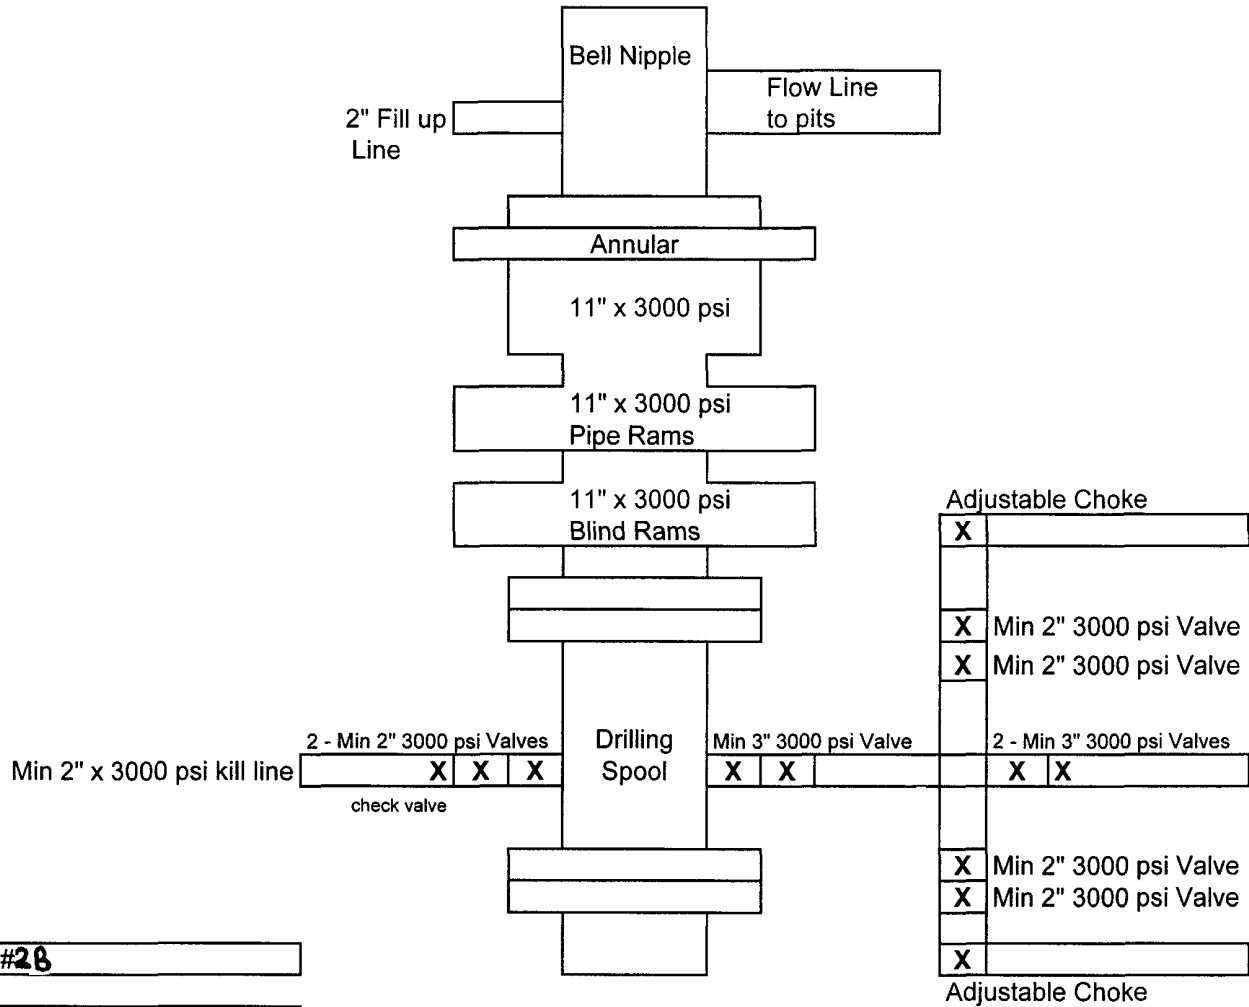 Bell Nipple
Flow Line
to pits
2" Fill up
Line
Annular
11" x 3000 psi
11" x 3000 psi
Pipe Rams
11" x 3000 psi
Blind Rams
Adjustable Choke
X
X Min 2" 3000 psi Valve
X Min 2" 3000 psi Valve
2 - Min 2" 3000 psi Valves
Drilling
Spool
Min 3" 3000 psi Valve
2 - Min 3" 3000 psi Valves
Min 2" x 3000 psi kill line
X X X
X X
X X
check valve
X Min 2" 3000 psi Valve
X Min 2" 3000 psi Valve
#2B
X
Adjustable Choke